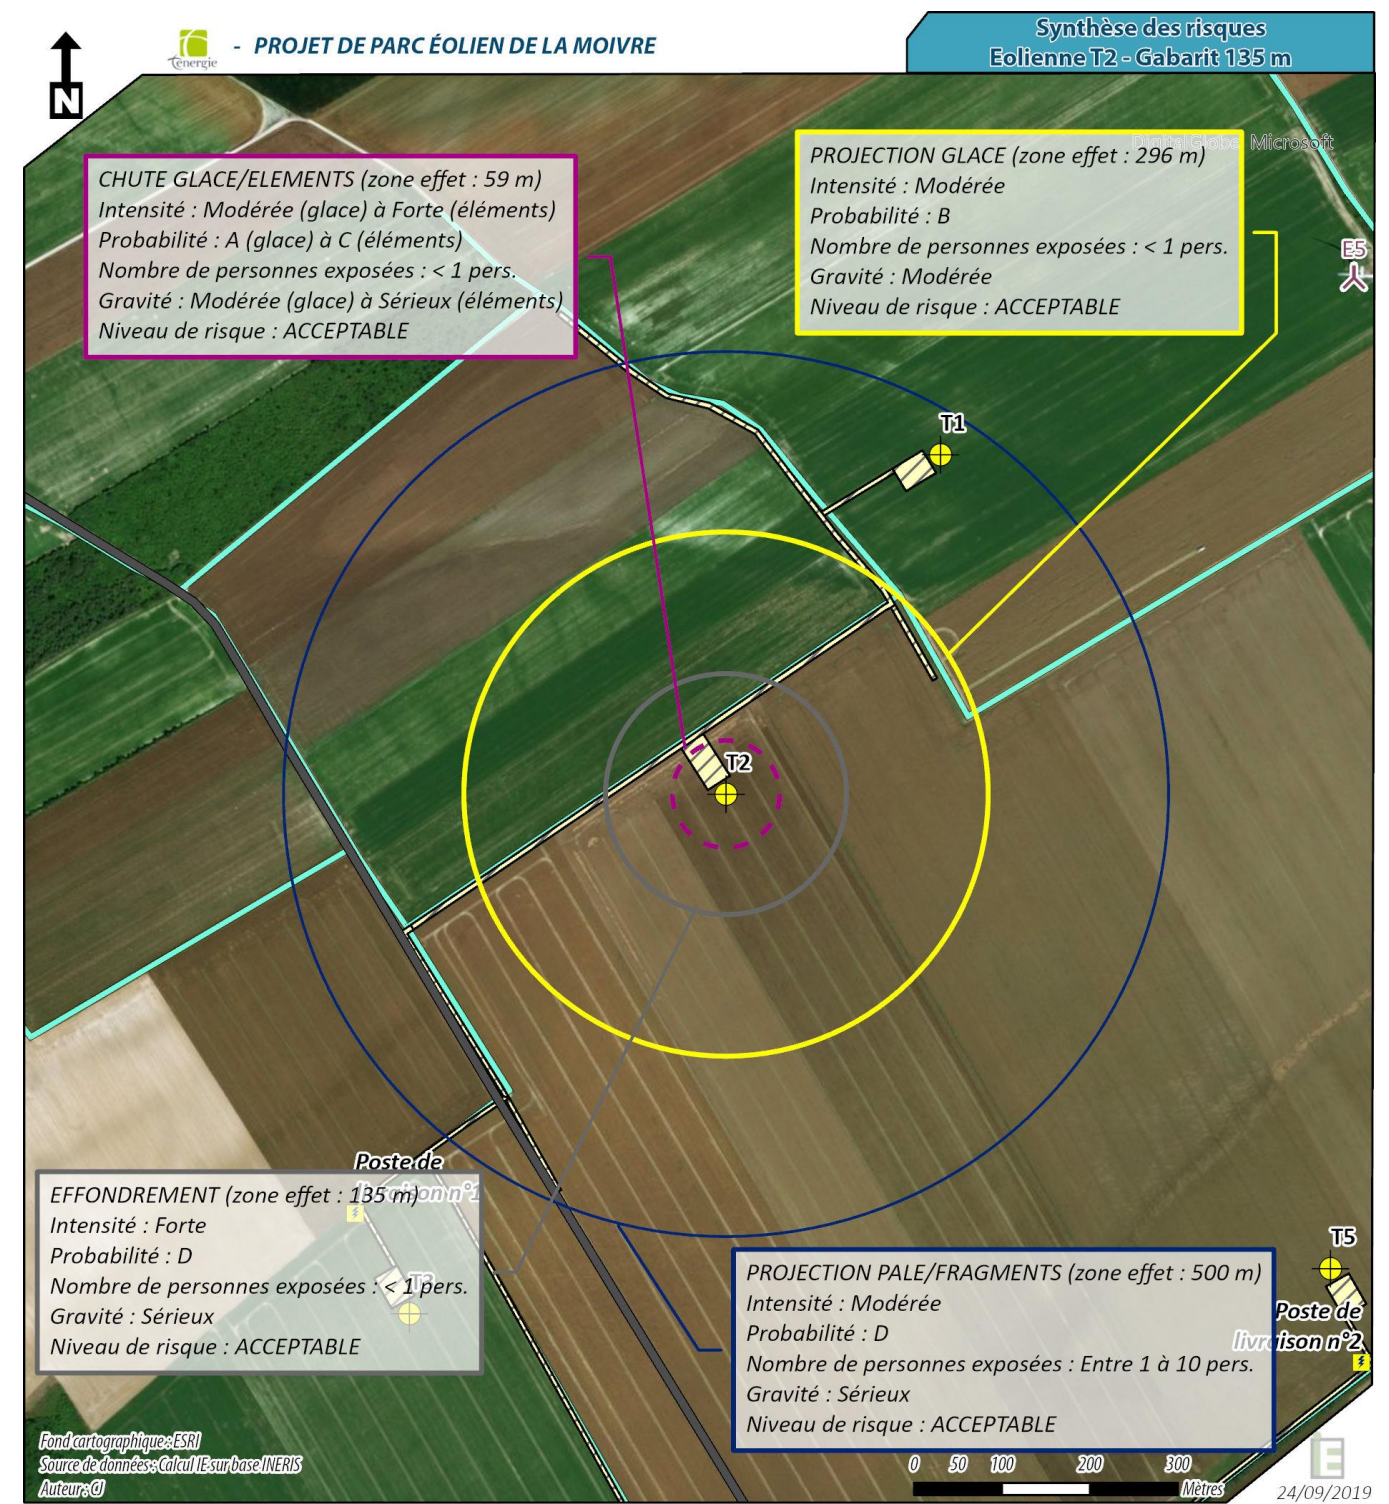 N
ténergie
- PROJET DE PARC ÉOLIEN DE LA MOIVRE
Synthèse des risques
Eolienne T2 - Gabarit 135 m
DigitalGlobe Microsoft
CHUTE GLACE/ELEMENTS (zone effet : 59 m)
Intensité : Modérée (glace) à Forte (éléments)
Probabilité : A (glace) à C (éléments)
Nombre de personnes exposées : < 1 pers.
Gravité : Modérée (glace) à Sérieux (éléments)
Niveau de risque : ACCEPTABLE
PROJECTION GLACE (zone effet : 296 m)
Intensité : Modérée
Probabilité : B
Nombre de personnes exposées : < 1 pers.
Gravité : Modérée
Niveau de risque : ACCEPTABLE
E5
T1
T2
Poste de
livraison n°1
EFFONDREMENT (zone effet : 135 m)
Intensité : Forte
Probabilité : D
Nombre de personnes exposées : < 1 pers.
Gravité : Sérieux
Niveau de risque : ACCEPTABLE
T3
PROJECTION PALE/FRAGMENTS (zone effet : 500 m)
Intensité : Modérée
Probabilité : D
Nombre de personnes exposées : Entre 1 à 10 pers.
Gravité : Sérieux
Niveau de risque : ACCEPTABLE
T5
Poste de
livraison n°2
Fond cartographique : ESRI
Source de données : Calcul IE sur base INERIS
Auteur : CJ
0 50 100 200 300
Mètres
IE
24/09/2019